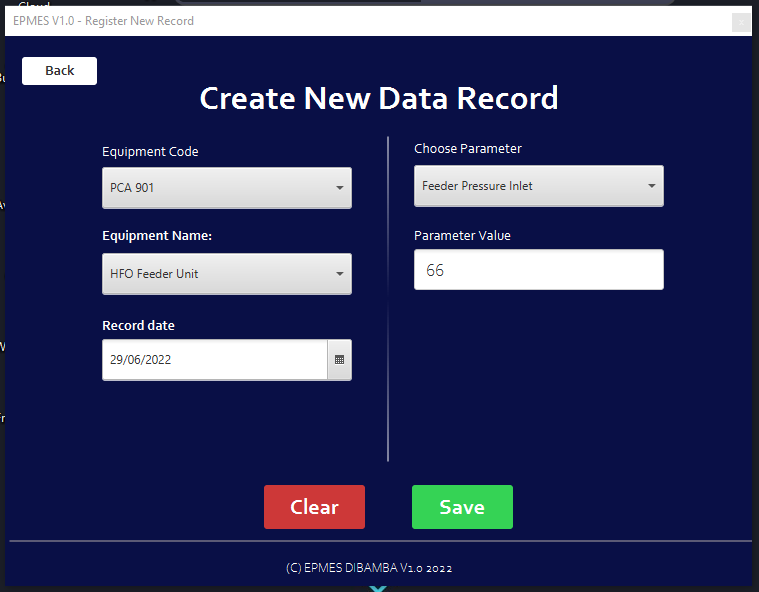 Cloud
EPMES V1.0 - Register New Record
x
Back
Create New Data Record
Equipment Code
PCA 901
Equipment Name:
HFO Feeder Unit
Record date
29/06/2022
Choose Parameter
Feeder Pressure Inlet
Parameter Value
66
Clear
Save
(C) EPMES DIBAMBA V1.0 2022